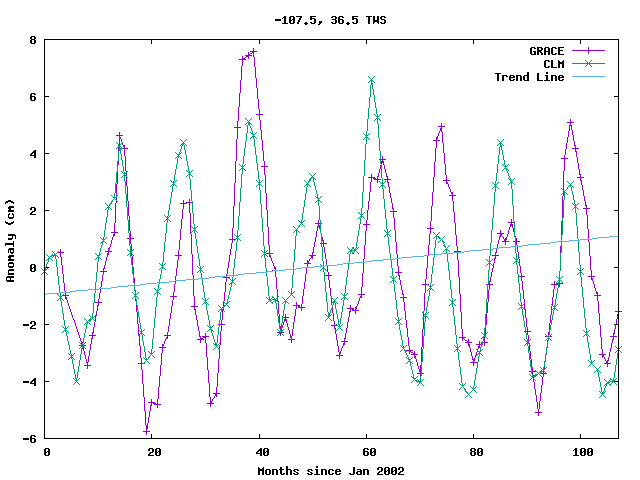 -107.5, 36.5 TWS
GRACE
CLM
Trend Line
8
6
4
2
0
-2
-4
-6
Anomaly (cm)
0 20 40 60 80 100
Months since Jan 2002